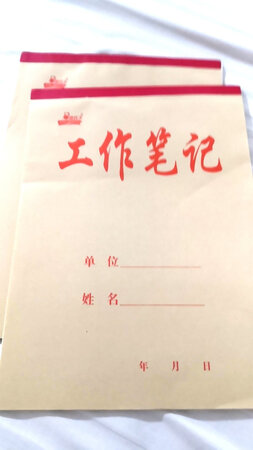 工作笔记
单位
姓名
年 月 日